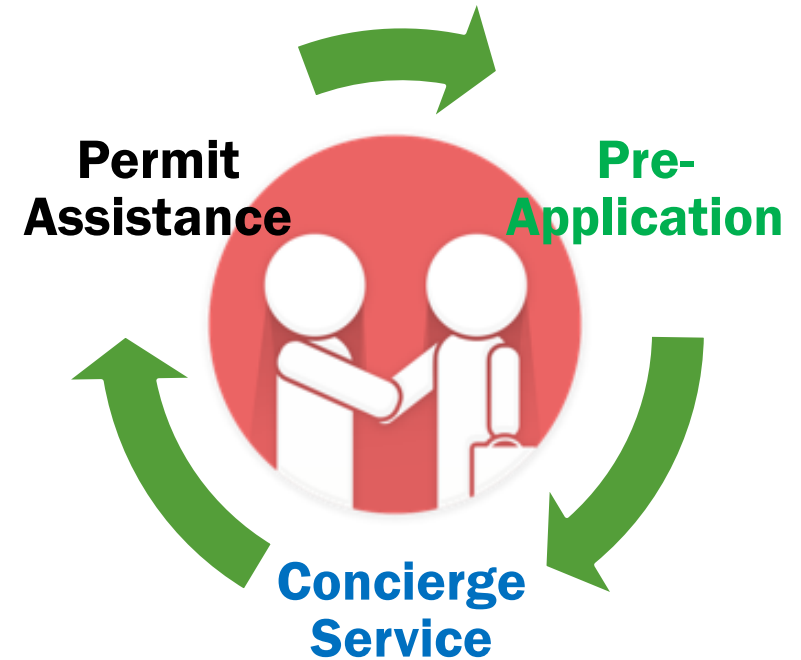 Permit
Assistance
Pre-
Application
Concierge
Service